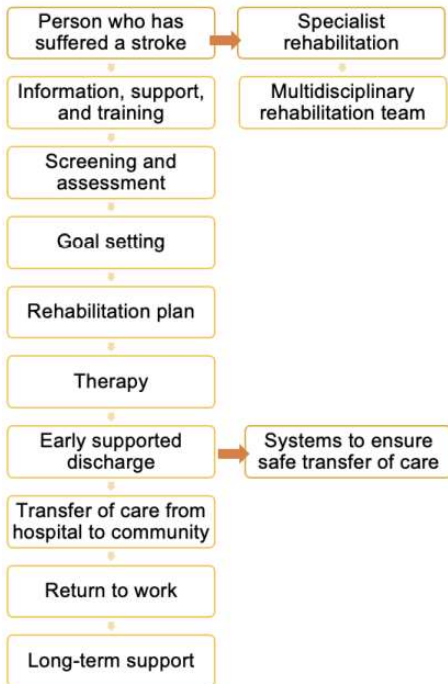 Person who has
suffered a stroke
Specialist
rehabilitation
Information, support,
and training
Multidisciplinary
rehabilitation team
Screening and
assessment
Goal setting
Rehabilitation plan
Therapy
Early supported
discharge
Systems to ensure
safe transfer of care
Transfer of care from
hospital to community
Return to work
Long-term support